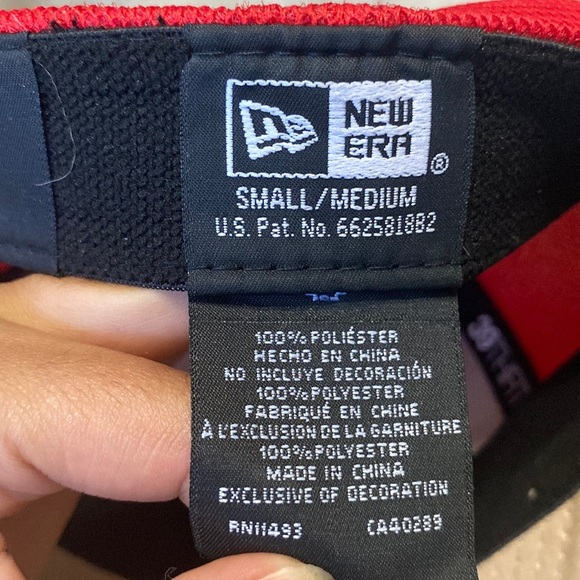 NEW
ERA®
SMALL/MEDIUM
U.S. Pat. No. 6625818B2
100% POLIÉSTER
HECHO EN CHINA
NO INCLUYE DECORACIÓN
100% POLYESTER
FABRIQUÉ EN CHINE
À L'EXCLUSION DE LA GARNITURE
100% POLYESTER
MADE IN CHINA
EXCLUSIVE OF DECORATION
RN11493 CA40289